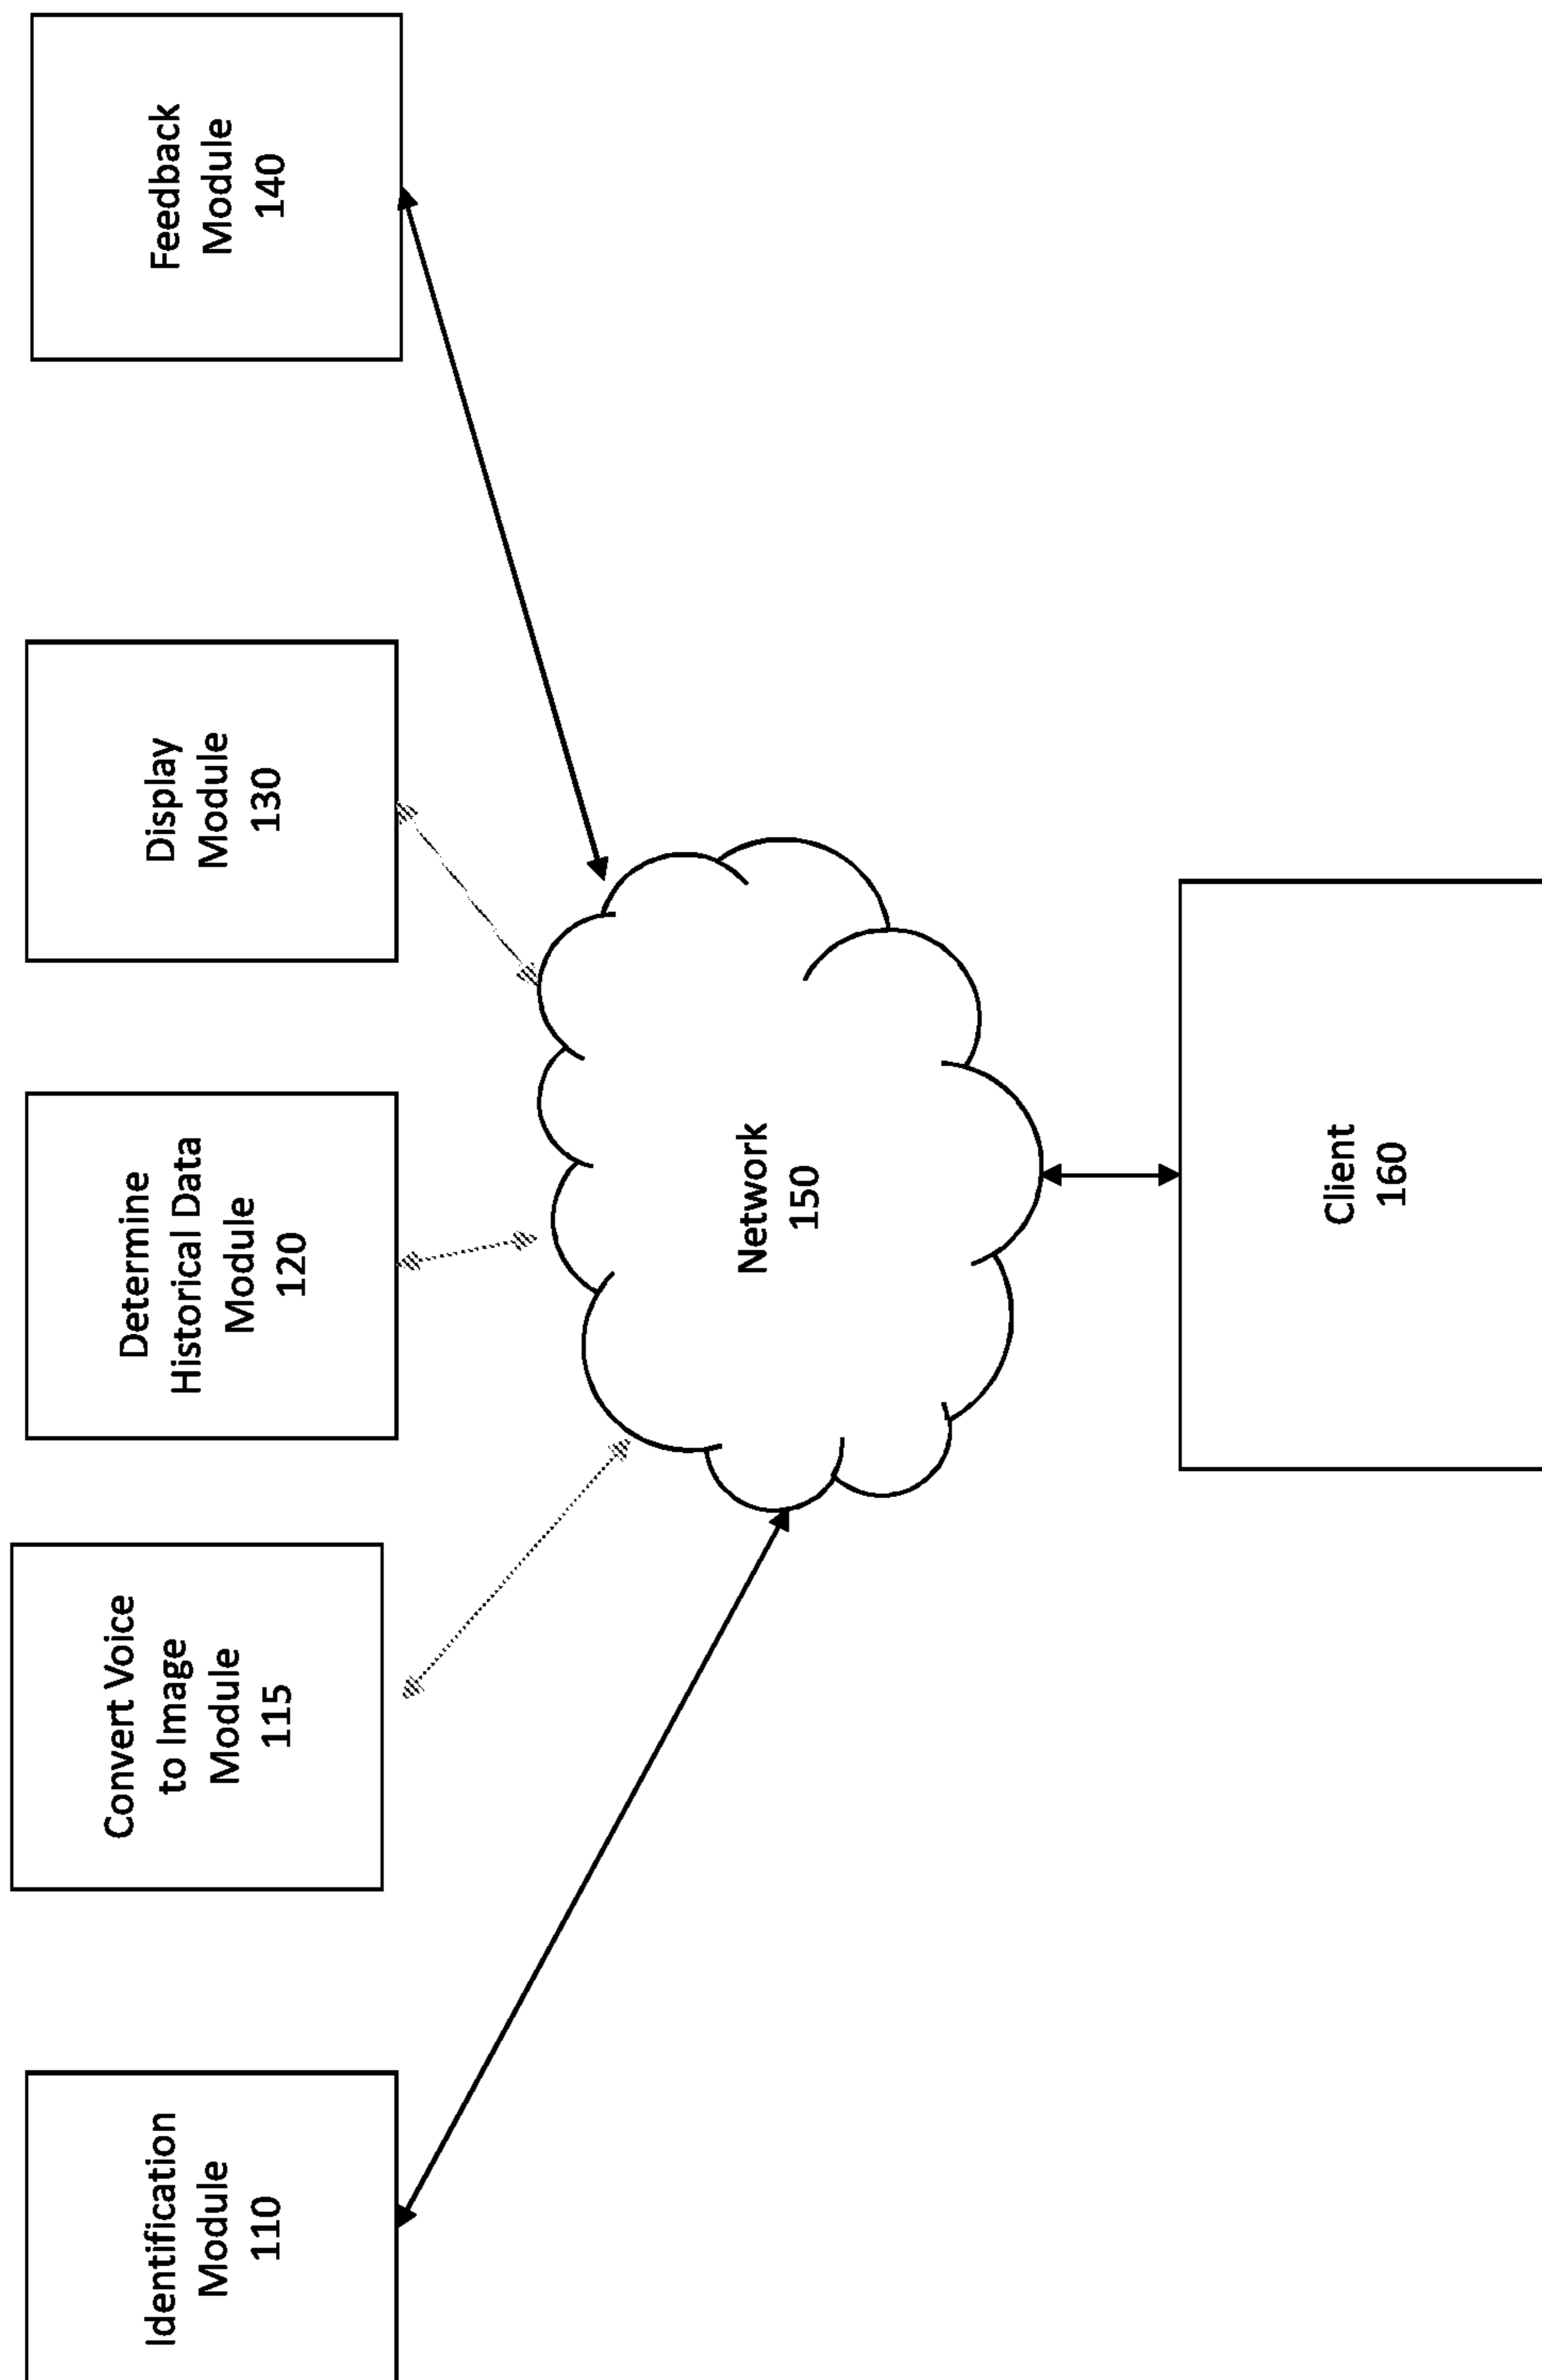 Identification
Module
110
Convert Voice
to Image
Module
115
Determine
Historical Data
Module
120
Display
Module
130
Feedback
Module
140
Network
150
Client
160